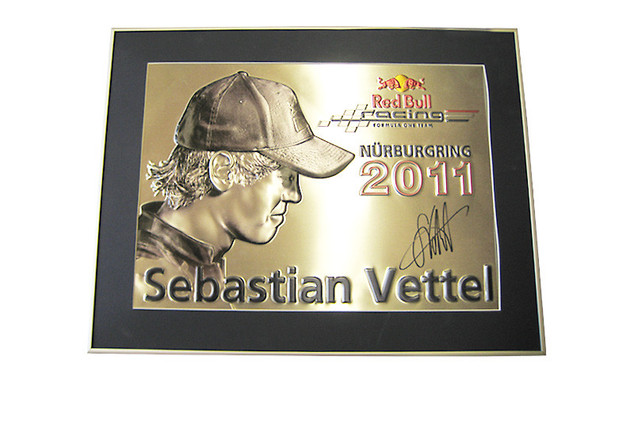 Red Bull
racing
FORMULA ONE TEAM
NÜRBURGRING
2011
Sebastian Vettel